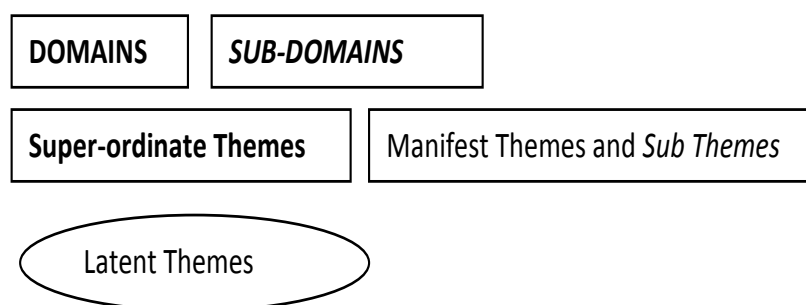 DOMAINS SUB-DOMAINS
Super-ordinate Themes Manifest Themes and Sub Themes
Latent Themes